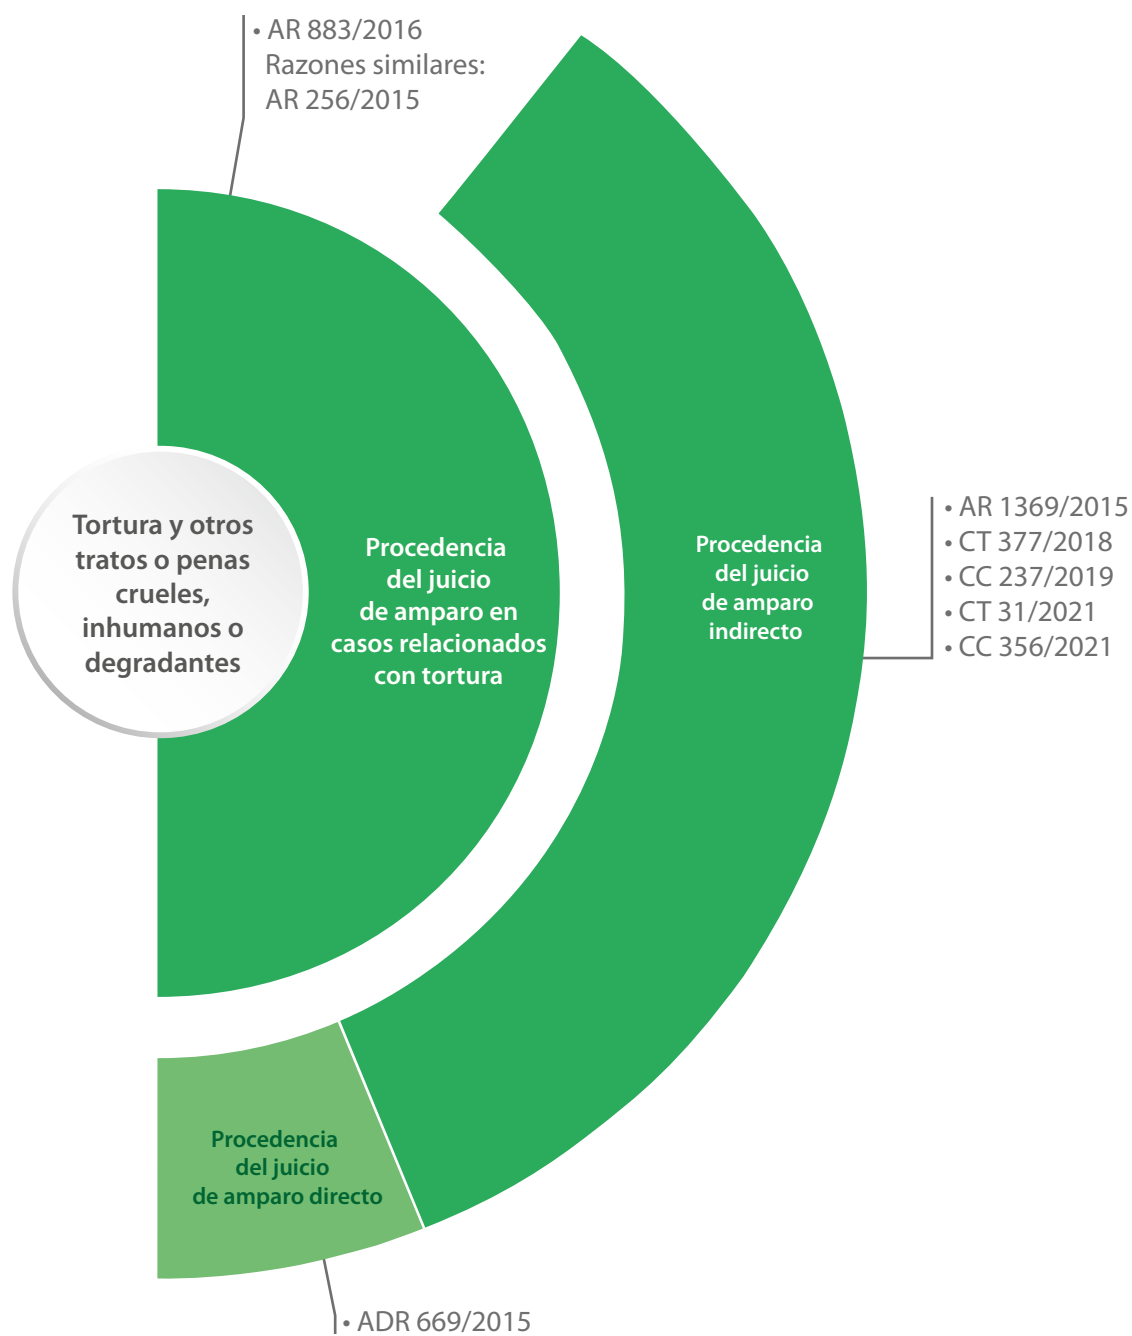 • AR 883/2016
Razones similares:
AR 256/2015
Tortura y otros
tratos o penas
crueles,
inhumanos o
degradantes
Procedencia
del juicio
de amparo en
casos relacionados
con tortura
Procedencia
del juicio
de amparo
indirecto
• AR 1369/2015
• CT 377/2018
• CC 237/2019
• CT 31/2021
• CC 356/2021
Procedencia
del juicio
de amparo directo
• ADR 669/2015